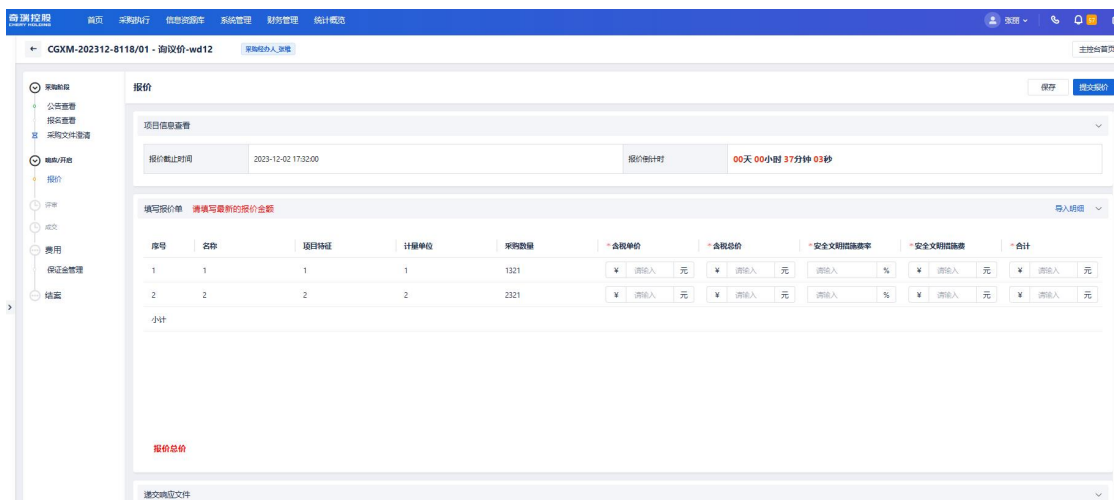 奇瑞控股 首页 采购执行 信息资源库 系统管理 财务管理 统计概览 张丽 57
CHERY HOLDING
← CGXM-202312-8118/01 - 询议价-wd12 采购经办人_张维 主控台首页
采购阶段
公告查看
报名查看
采购文件澄清
响应/开启
报价
评审
成交
费用
保证金管理
结案
报价 保存 提交报价
项目信息查看
报价截止时间 2023-12-02 17:32:00 报价倒计时 00天 00小时 37分钟 03秒
填写报价单 请填写最新的报价金额 导入明细
序号 名称 项目特征 计量单位 采购数量 *含税单价 *含税总价 *安全文明措施费率 *安全文明措施费 *合计
1 1 1 1 1321 ¥ 请输入 元 ¥ 请输入 元 请输入 % ¥ 请输入 元 ¥ 请输入 元
2 2 2 2 2321 ¥ 请输入 元 ¥ 请输入 元 请输入 % ¥ 请输入 元 ¥ 请输入 元
小计
报价总价
递交响应文件